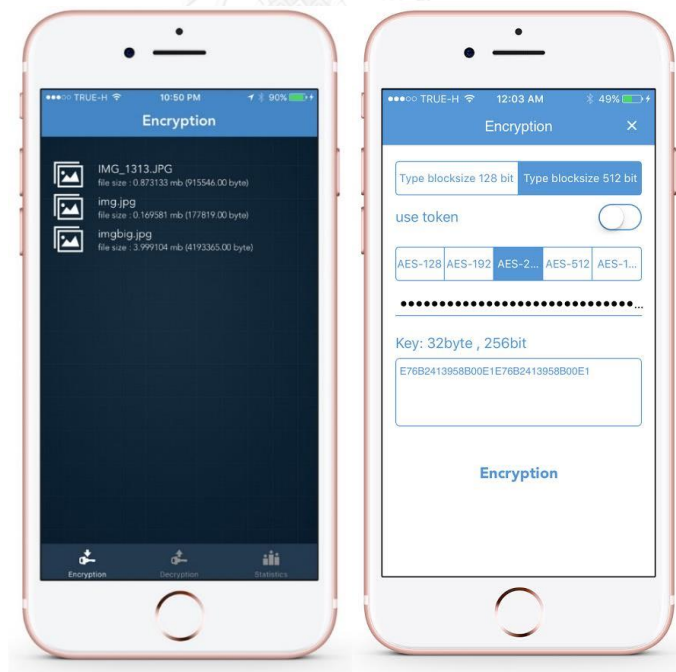 ●●●○○ TRUE-H 10:50 PM 90%
Encryption
IMG_1313.JPG
file size : 0.873133 mb (915546.00 byte)
img.jpg
file size : 0.169581 mb (177819.00 byte)
imgbig.jpg
file size : 3.999104 mb (4193365.00 byte)
Encryption Decryption Statistics
●●●○○ TRUE-H 12:03 AM 49%
Encryption ×
Type blocksize 128 bit Type blocksize 512 bit
use token
AES-128 AES-192 AES-2... AES-512 AES-1...
Key: 32byte , 256bit
E76B2413958B00E1E76B2413958B00E1
Encryption